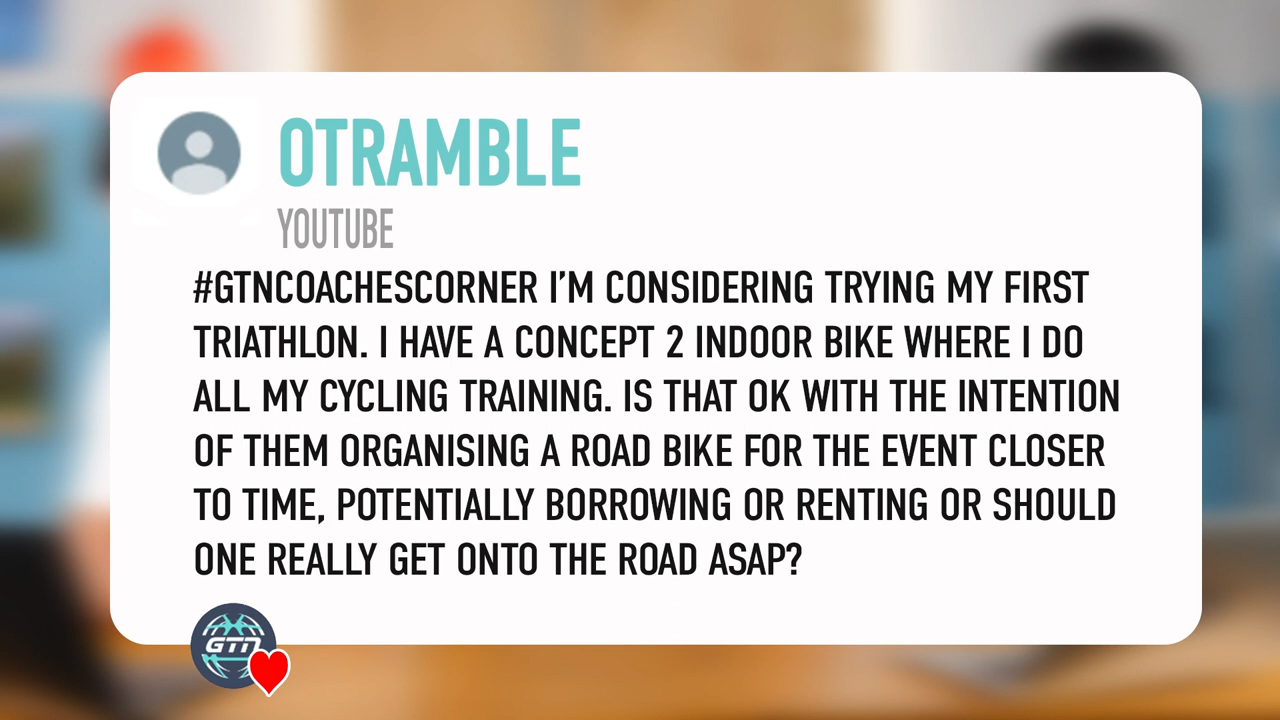 OTRAMBLE
YOUTUBE
#GTNCOACHESCORNER I'M CONSIDERING TRYING MY FIRST
TRIATHLON. I HAVE A CONCEPT 2 INDOOR BIKE WHERE I DO
ALL MY CYCLING TRAINING. IS THAT OK WITH THE INTENTION
OF THEM ORGANISING A ROAD BIKE FOR THE EVENT CLOSER
TO TIME, POTENTIALLY BORROWING OR RENTING OR SHOULD
ONE REALLY GET ONTO THE ROAD ASAP?
GTN